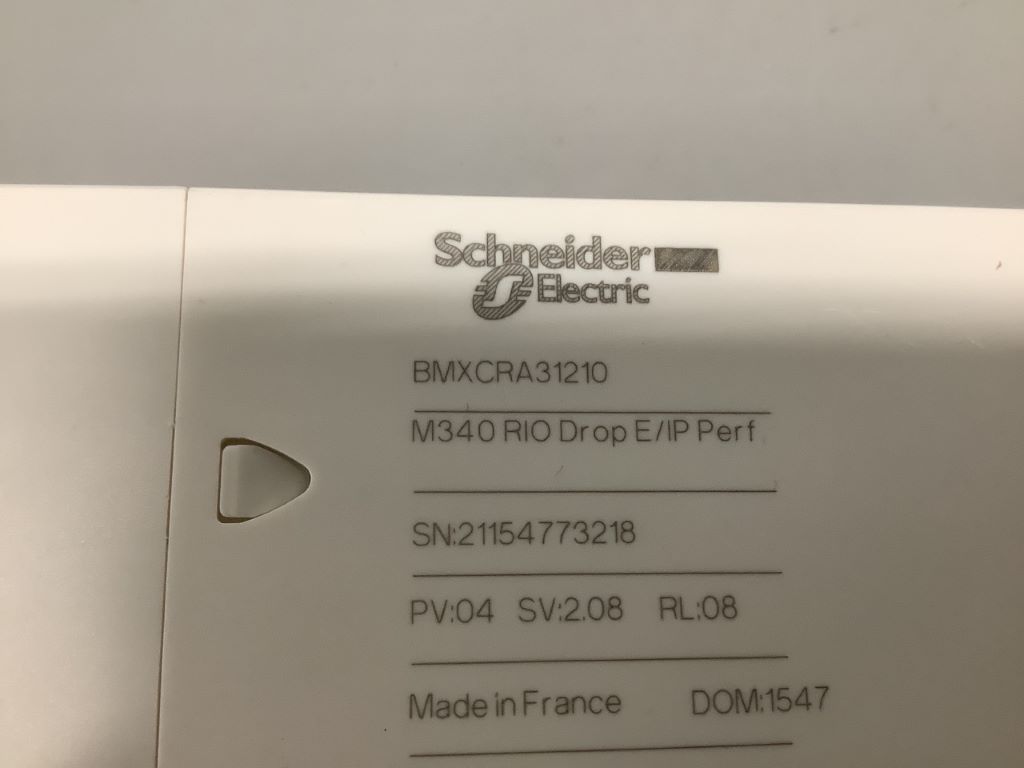 Schneider
Electric
BMXCRA31210
M340 RIO Drop E/IP Perf
SN:21154773218
PV:04 SV:2.08 RL:08
Made in France DOM:1547